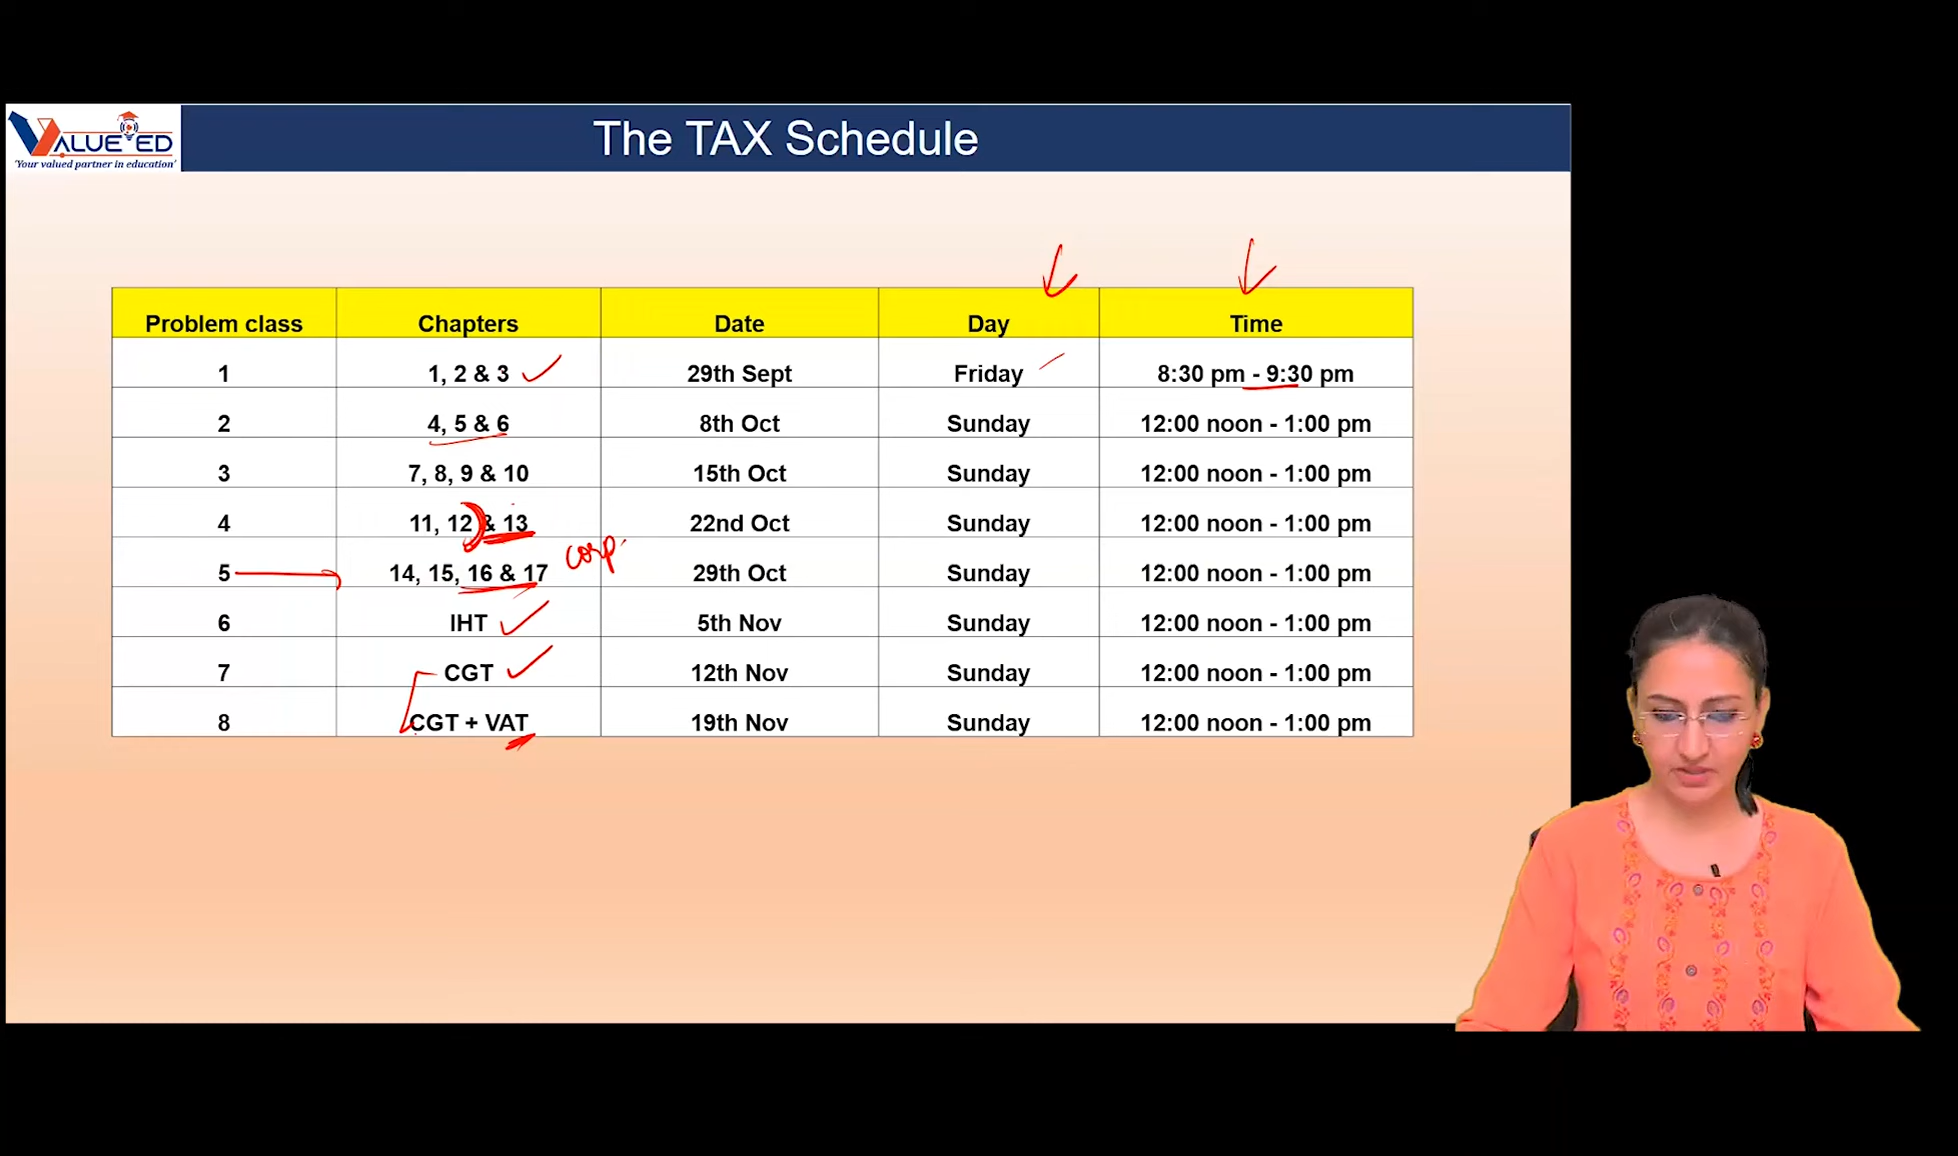 VALUE ED
'Your valued partner in education'
The TAX Schedule
Problem class Chapters Date Day Time
1 1, 2 & 3 29th Sept Friday 8:30 pm - 9:30 pm
2 4, 5 & 6 8th Oct Sunday 12:00 noon - 1:00 pm
3 7, 8, 9 & 10 15th Oct Sunday 12:00 noon - 1:00 pm
4 11, 12 & 13 22nd Oct Sunday 12:00 noon - 1:00 pm
corp.
5 14, 15, 16 & 17 29th Oct Sunday 12:00 noon - 1:00 pm
6 IHT 5th Nov Sunday 12:00 noon - 1:00 pm
7 CGT 12th Nov Sunday 12:00 noon - 1:00 pm
8 CGT + VAT 19th Nov Sunday 12:00 noon - 1:00 pm